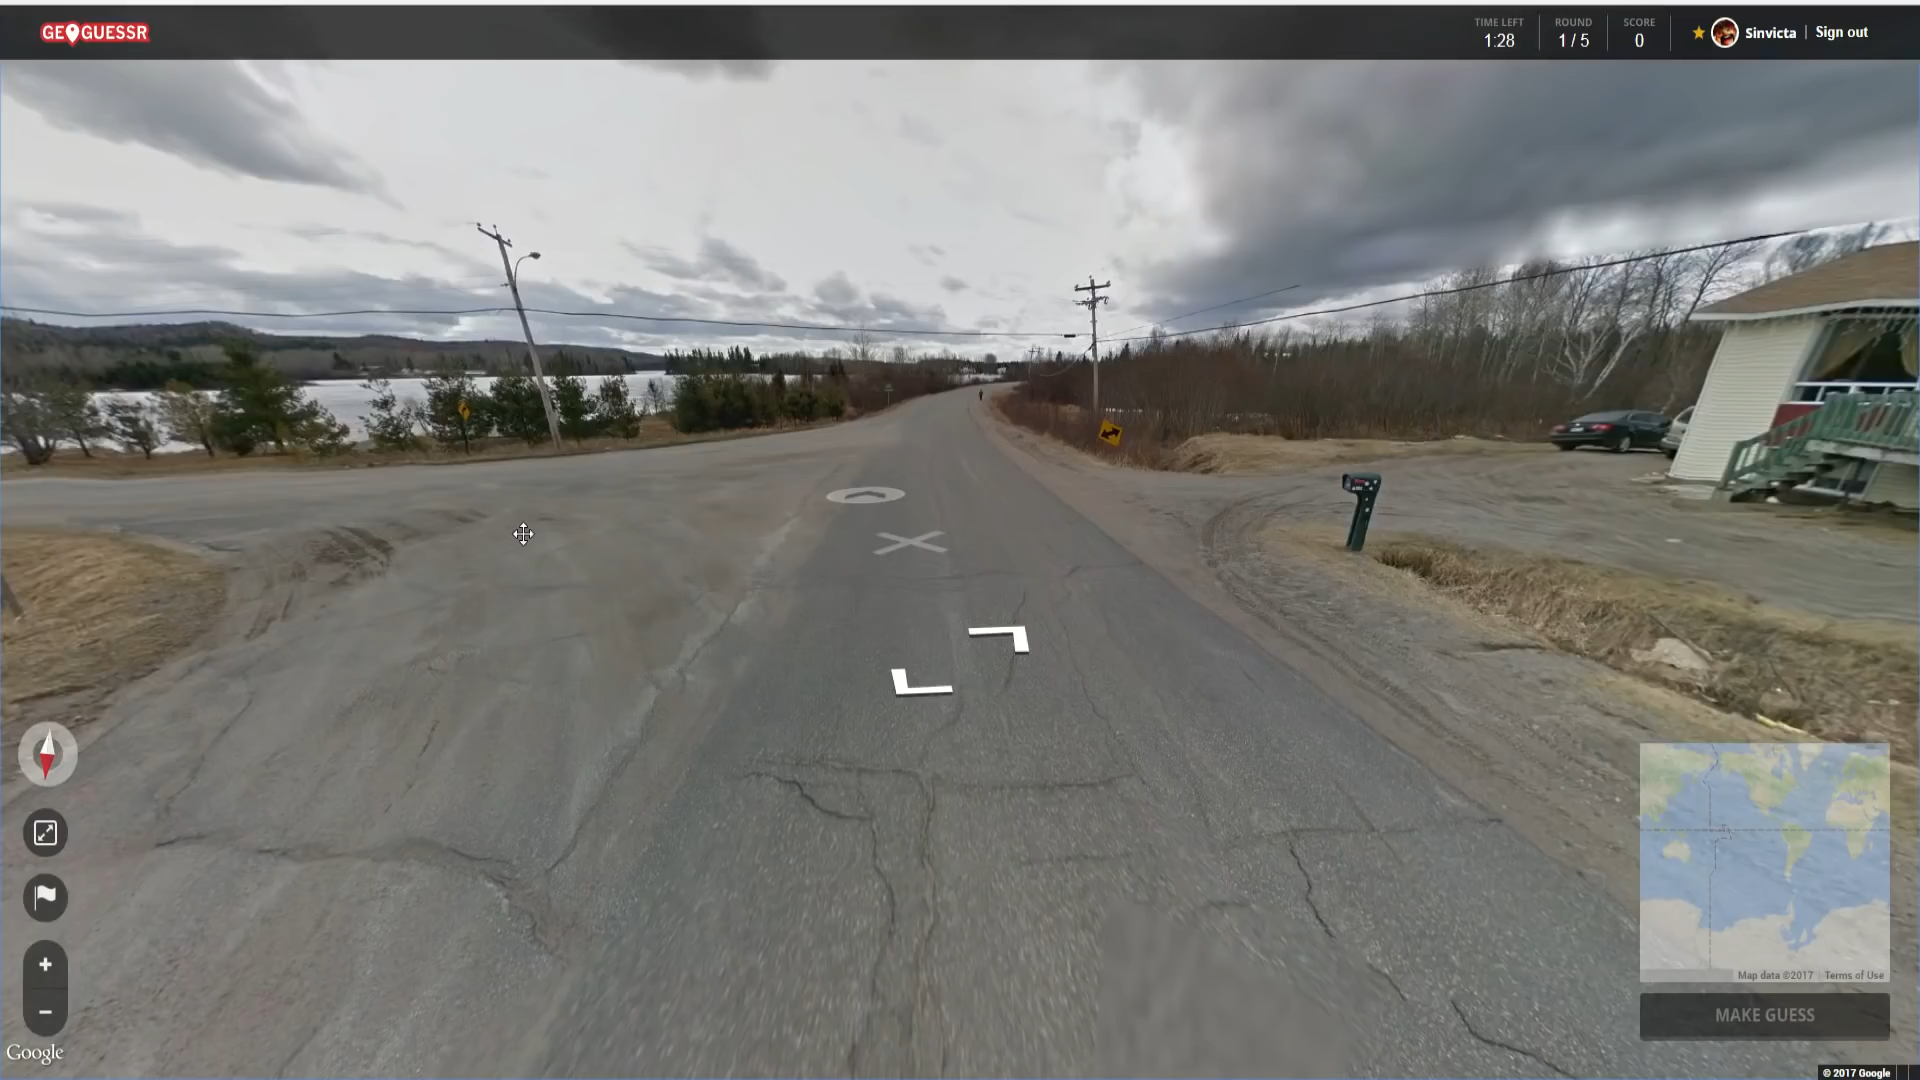 GEOGUESSR
TIME LEFT
1:28
ROUND
1 / 5
SCORE
0
Sinvicta | Sign out
Map data ©2017 Terms of Use
MAKE GUESS
Google
© 2017 Google